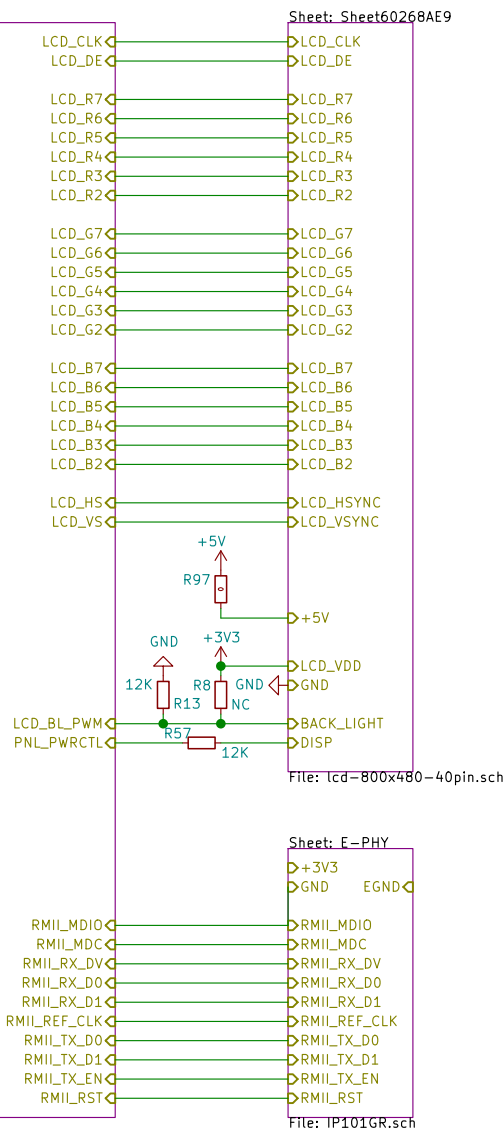 Sheet: Sheet60268AE9
LCD_CLK LCD_CLK
LCD_DE LCD_DE
LCD_R7 LCD_R7
LCD_R6 LCD_R6
LCD_R5 LCD_R5
LCD_R4 LCD_R4
LCD_R3 LCD_R3
LCD_R2 LCD_R2
LCD_G7 LCD_G7
LCD_G6 LCD_G6
LCD_G5 LCD_G5
LCD_G4 LCD_G4
LCD_G3 LCD_G3
LCD_G2 LCD_G2
LCD_B7 LCD_B7
LCD_B6 LCD_B6
LCD_B5 LCD_B5
LCD_B4 LCD_B4
LCD_B3 LCD_B3
LCD_B2 LCD_B2
LCD_HS LCD_HSYNC
LCD_VS LCD_VSYNC
+5V
R97 0
+5V
GND +3V3
LCD_VDD
12K R8 GND GND
R13 NC
LCD_BL_PWM BACK_LIGHT
R57
PNL_PWRCTL DISP
12K
File: lcd-800x480-40pin.sch
Sheet: E-PHY
+3V3
GND EGND
RMII_MDIO RMII_MDIO
RMII_MDC RMII_MDC
RMII_RX_DV RMII_RX_DV
RMII_RX_D0 RMII_RX_D0
RMII_RX_D1 RMII_RX_D1
RMII_REF_CLK RMII_REF_CLK
RMII_TX_D0 RMII_TX_D0
RMII_TX_D1 RMII_TX_D1
RMII_TX_EN RMII_TX_EN
RMII_RST RMII_RST
File: IP101GR.sch